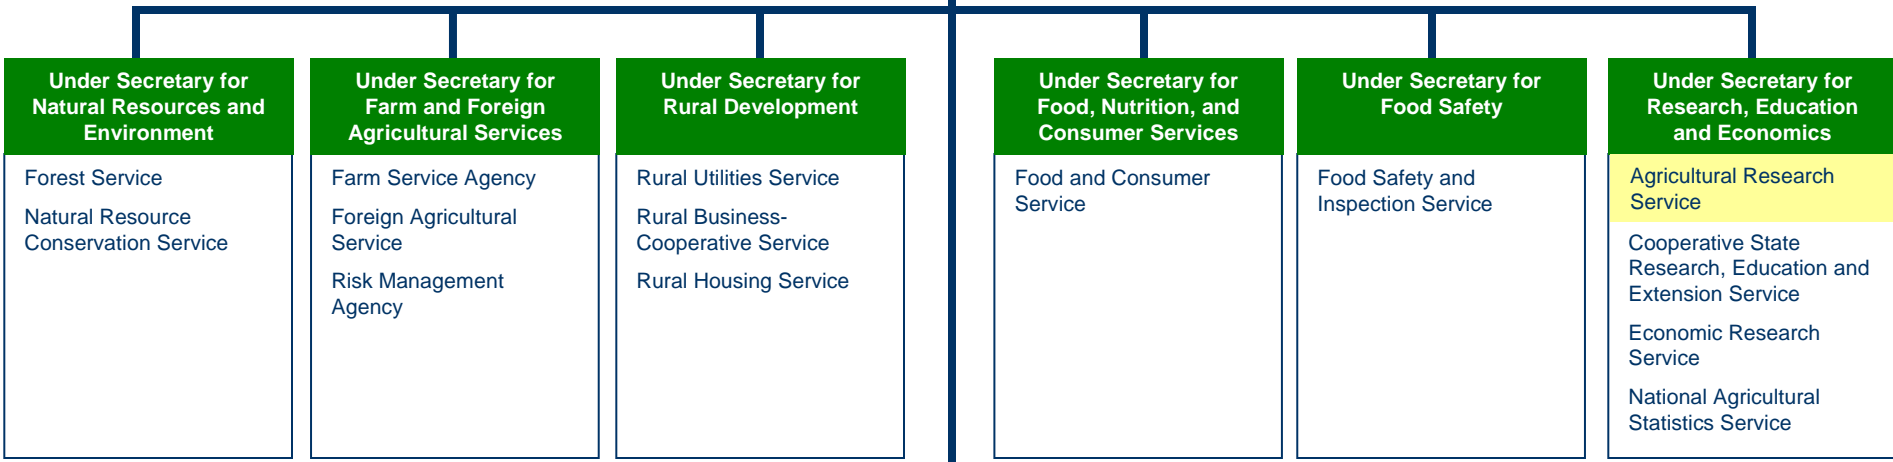 Under Secretary for
Natural Resources and
Environment
Forest Service
Natural Resource
Conservation Service
Under Secretary for
Farm and Foreign
Agricultural Services
Farm Service Agency
Foreign Agricultural
Service
Risk Management
Agency
Under Secretary for
Rural Development
Rural Utilities Service
Rural Business-
Cooperative Service
Rural Housing Service
Under Secretary for
Food, Nutrition, and
Consumer Services
Food and Consumer
Service
Under Secretary for
Food Safety
Food Safety and
Inspection Service
Under Secretary for
Research, Education
and Economics
Agricultural Research
Service
Cooperative State
Research, Education and
Extension Service
Economic Research
Service
National Agricultural
Statistics Service